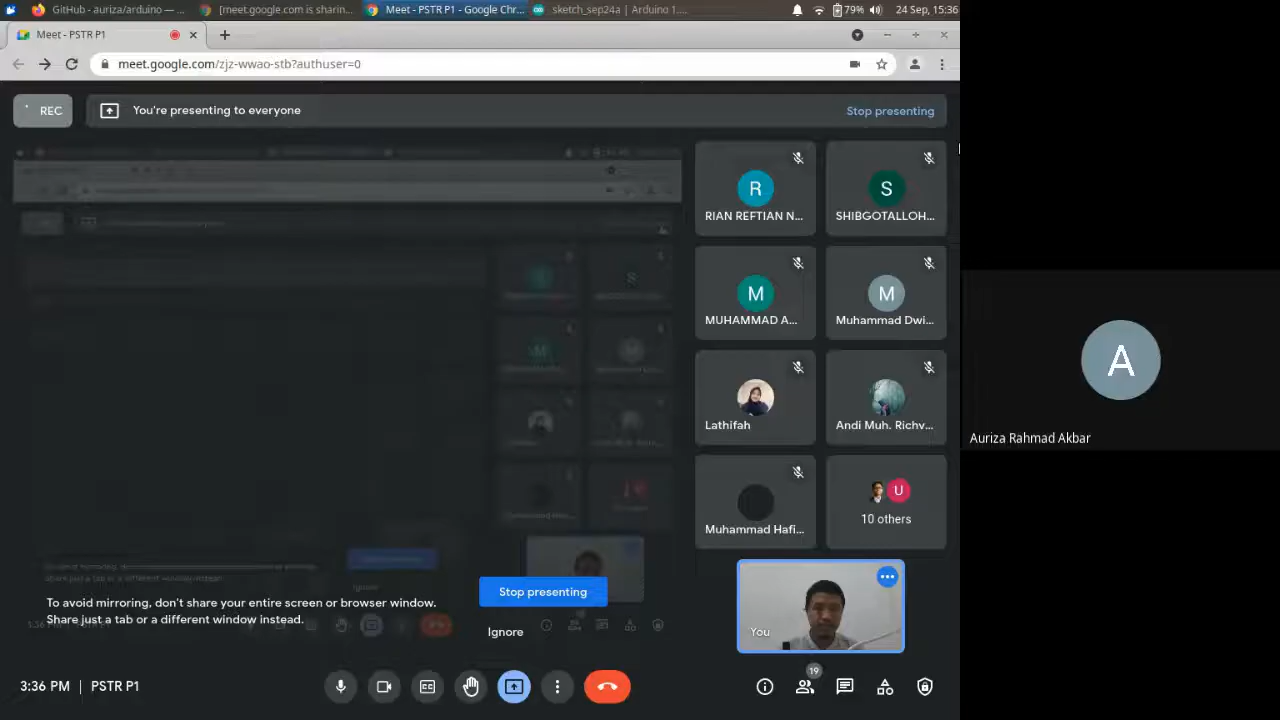 GitHub - auriza/arduino — ...
[meet.google.com is sharin...
Meet - PSTR P1 - Google Chr...
sketch_sep24a | Arduino 1....
79%
24 Sep, 15:36
Meet - PSTR P1
meet.google.com/zjz-wwao-stb?authuser=0
REC
You're presenting to everyone
Stop presenting
R
RIAN REFTIAN N...
S
SHIBGOTALLOH...
M
MUHAMMAD A...
M
Muhammad Dwi...
Lathifah
Andi Muh. Richv...
Muhammad Hafi...
U
10 others
A
Auriza Rahmad Akbar
To avoid mirroring, don't share your entire screen or browser window.
Share just a tab or a different window instead.
Stop presenting
Ignore
You
3:36 PM | PSTR P1
CC
19